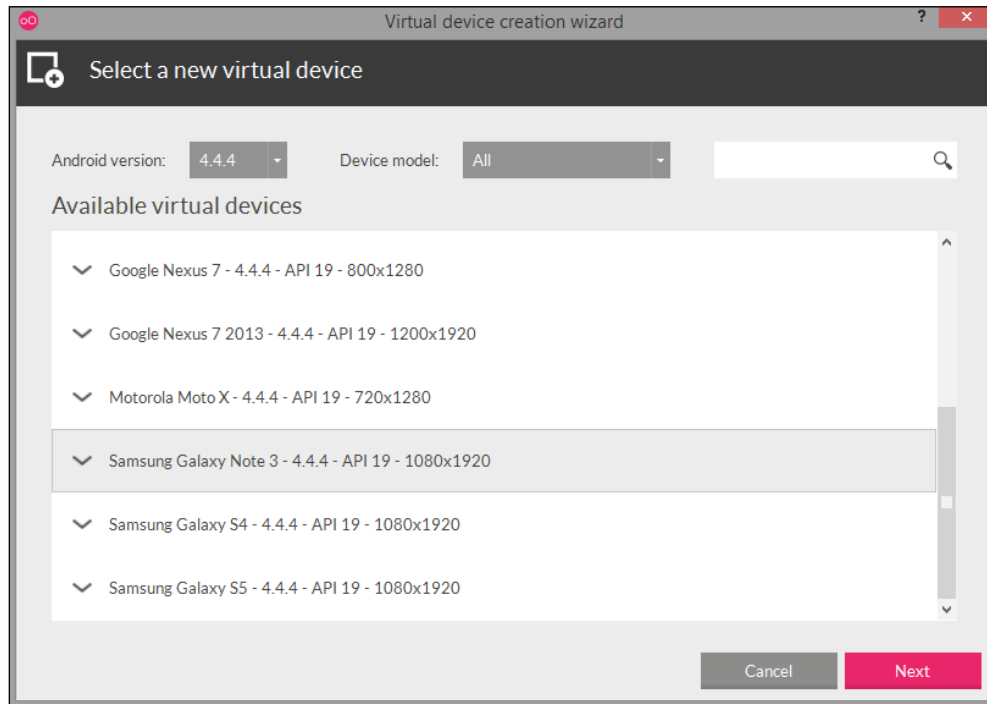 Virtual device creation wizard ?
Select a new virtual device
Android version: 4.4.4 Device model: All
Available virtual devices
Google Nexus 7 - 4.4.4 - API 19 - 800x1280
Google Nexus 7 2013 - 4.4.4 - API 19 - 1200x1920
Motorola Moto X - 4.4.4 - API 19 - 720x1280
Samsung Galaxy Note 3 - 4.4.4 - API 19 - 1080x1920
Samsung Galaxy S4 - 4.4.4 - API 19 - 1080x1920
Samsung Galaxy S5 - 4.4.4 - API 19 - 1080x1920
Cancel Next